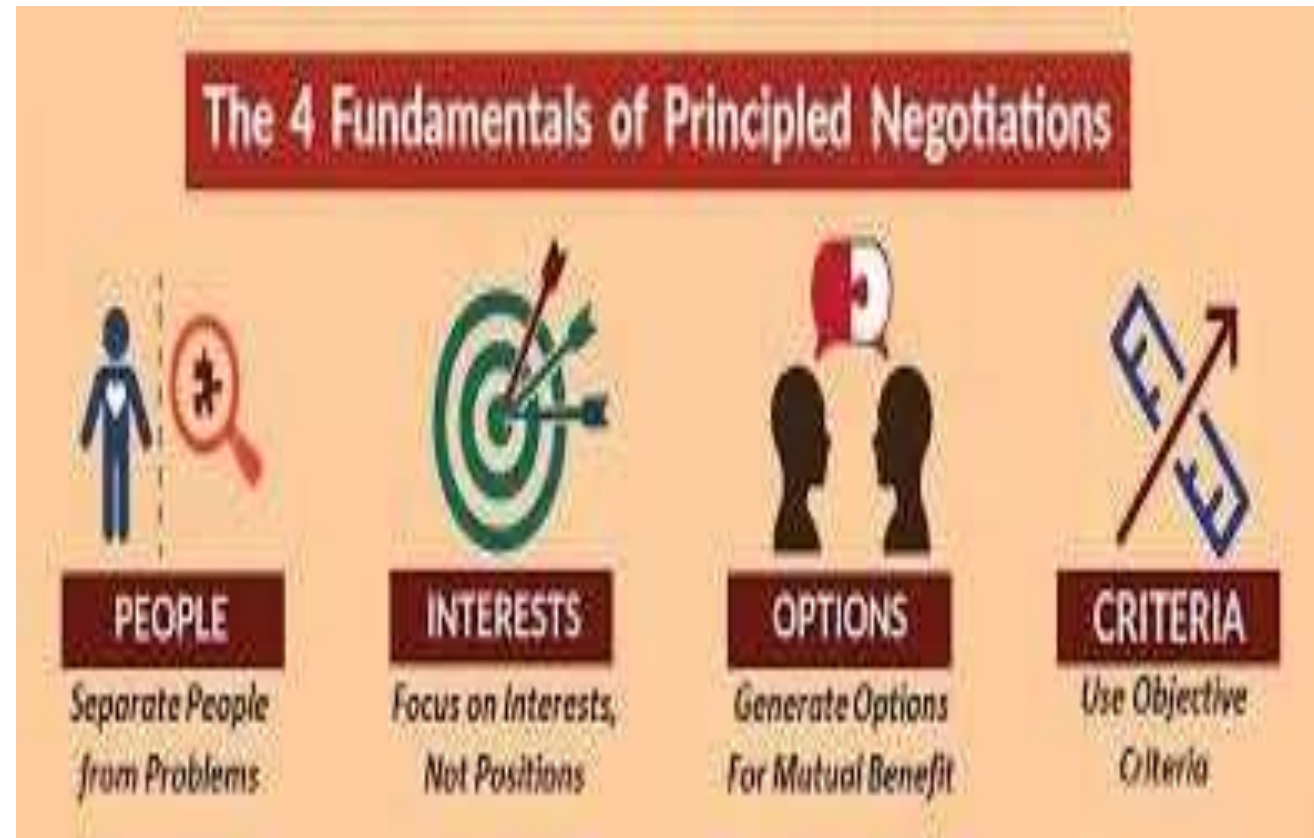 The 4 Fundamentals of Principled Negotiations
PEOPLE
Separate People
from Problems
INTERESTS
Focus on Interests,
Not Positions
OPTIONS
Generate Options
For Mutual Benefit
CRITERIA
Use Objective
Criteria